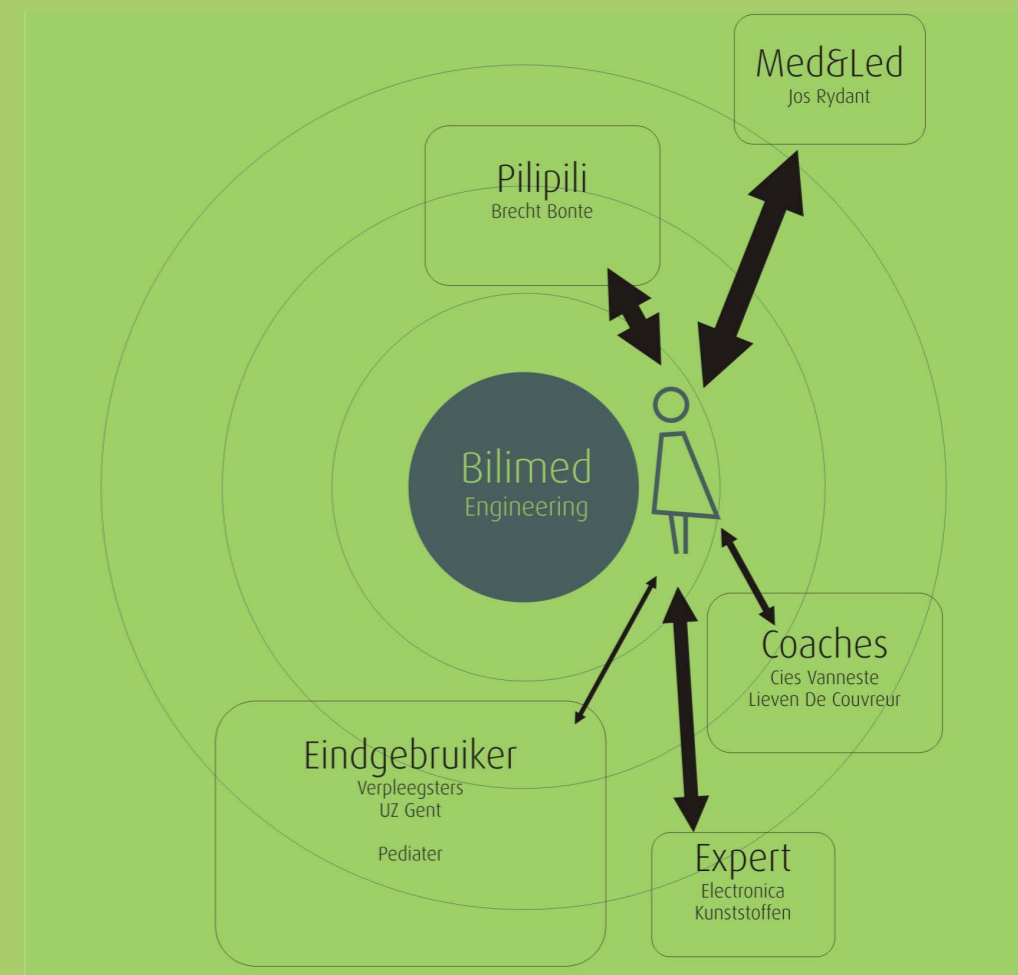 Med&Led
Jos Rydant
Pilipili
Brecht Bonte
Bilimed
Engineering
Coaches
Cies Vanneste
Lieven De Couvreur
Eindgebruiker
Verpleegsters
UZ Gent
Pediater
Expert
Electronica
Kunststoffen